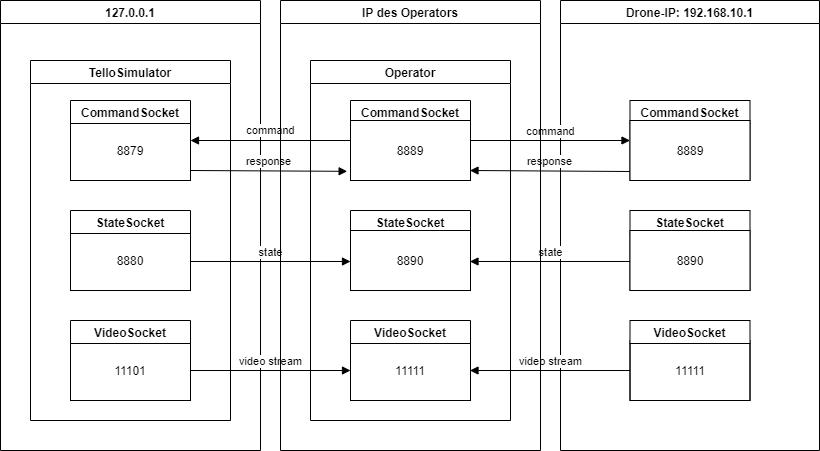 127.0.0.1
IP des Operators
Drone-IP: 192.168.10.1
TelloSimulator
Operator
CommandSocket
CommandSocket
CommandSocket
command
command
8879
8889
8889
response
response
StateSocket
StateSocket
StateSocket
8880
state
8890
state
8890
VideoSocket
VideoSocket
VideoSocket
11101
video stream
11111
video stream
11111